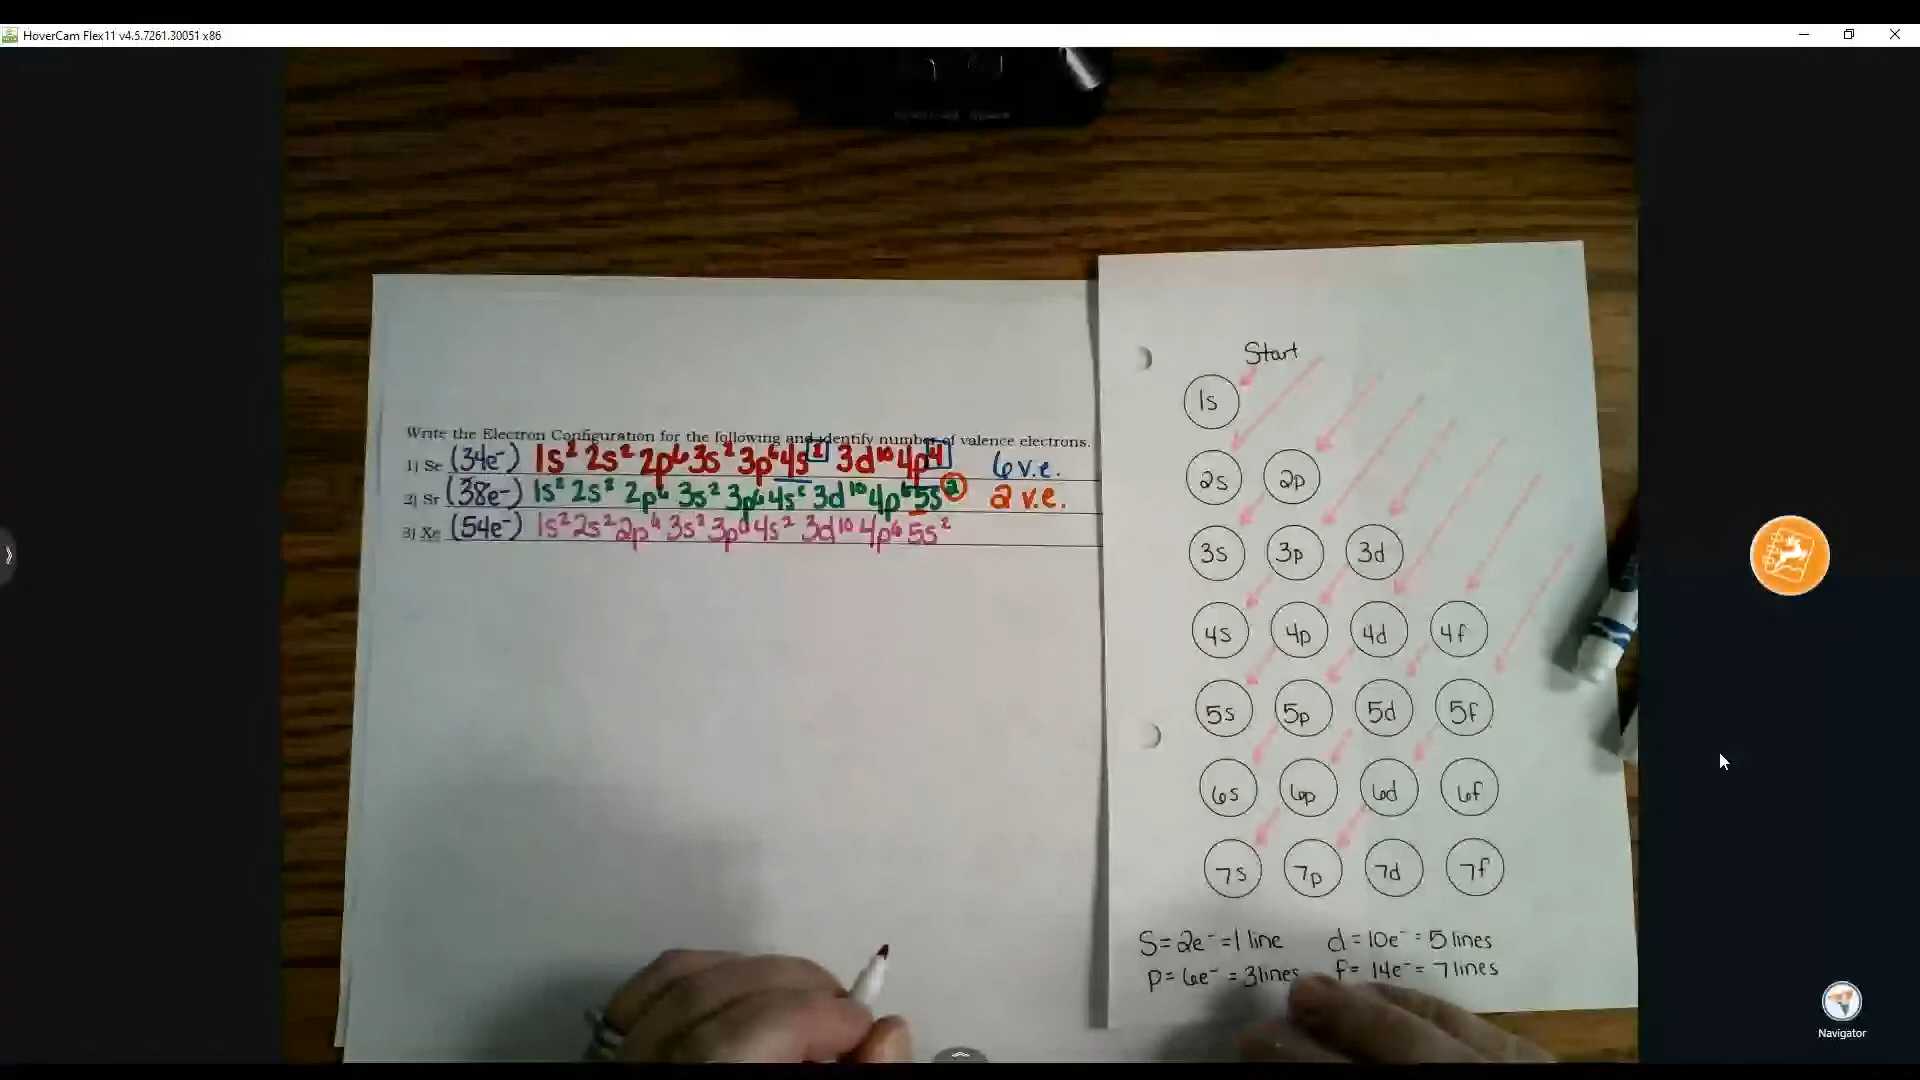 HoverCam Flex11 v4.5.7261.30051 x86
Write the Electron Configuration for the following and identify number of valence electrons.
1) Se (34e⁻) 1s² 2s² 2p⁶ 3s² 3p⁶ 4s² 3d¹⁰ 4p⁴ 6 v.e.
2) Sr (38e⁻) 1s² 2s² 2p⁶ 3s² 3p⁶ 4s² 3d¹⁰ 4p⁶ 5s² 2 v.e.
3) Xe (54e⁻) 1s² 2s² 2p⁶ 3s² 3p⁶ 4s² 3d¹⁰ 4p⁶ 5s²
Start
1s
2s 2p
3s 3p 3d
4s 4p 4d 4f
5s 5p 5d 5f
6s 6p 6d 6f
7s 7p 7d 7f
S = 2e⁻ = 1 line d = 10e⁻ = 5 lines
p = 6e⁻ = 3 lines f = 14e⁻ = 7 lines
Navigator